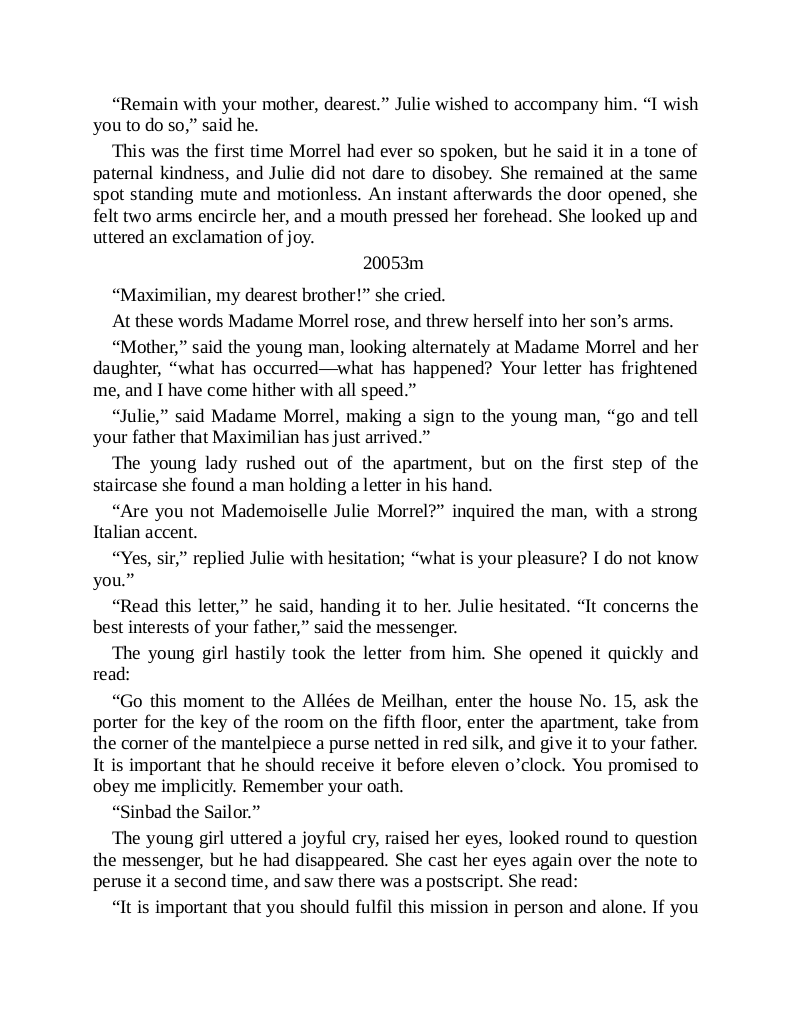 “Remain with your mother, dearest.” Julie wished to accompany him. “I wish
you to do so,” said he.
This was the first time Morrel had ever so spoken, but he said it in a tone of
paternal kindness, and Julie did not dare to disobey. She remained at the same
spot standing mute and motionless. An instant afterwards the door opened, she
felt two arms encircle her, and a mouth pressed her forehead. She looked up and
uttered an exclamation of joy.
20053m
“Maximilian, my dearest brother!” she cried.
At these words Madame Morrel rose, and threw herself into her son’s arms.
“Mother,” said the young man, looking alternately at Madame Morrel and her
daughter, “what has occurred—what has happened? Your letter has frightened
me, and I have come hither with all speed.”
“Julie,” said Madame Morrel, making a sign to the young man, “go and tell
your father that Maximilian has just arrived.”
The young lady rushed out of the apartment, but on the first step of the
staircase she found a man holding a letter in his hand.
“Are you not Mademoiselle Julie Morrel?” inquired the man, with a strong
Italian accent.
“Yes, sir,” replied Julie with hesitation; “what is your pleasure? I do not know
you.”
“Read this letter,” he said, handing it to her. Julie hesitated. “It concerns the
best interests of your father,” said the messenger.
The young girl hastily took the letter from him. She opened it quickly and
read:
“Go this moment to the Allées de Meilhan, enter the house No. 15, ask the
porter for the key of the room on the fifth floor, enter the apartment, take from
the corner of the mantelpiece a purse netted in red silk, and give it to your father.
It is important that he should receive it before eleven o’clock. You promised to
obey me implicitly. Remember your oath.
“Sinbad the Sailor.”
The young girl uttered a joyful cry, raised her eyes, looked round to question
the messenger, but he had disappeared. She cast her eyes again over the note to
peruse it a second time, and saw there was a postscript. She read:
“It is important that you should fulfil this mission in person and alone. If you